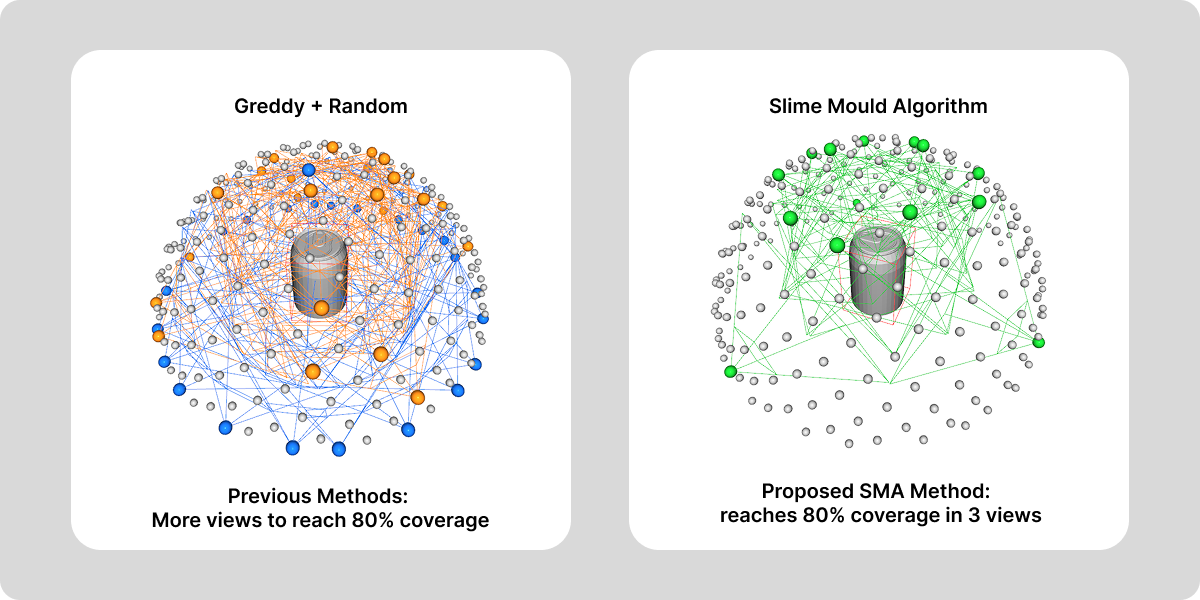 Greddy + Random
Previous Methods:
More views to reach 80% coverage
Slime Mould Algorithm
Proposed SMA Method:
reaches 80% coverage in 3 views